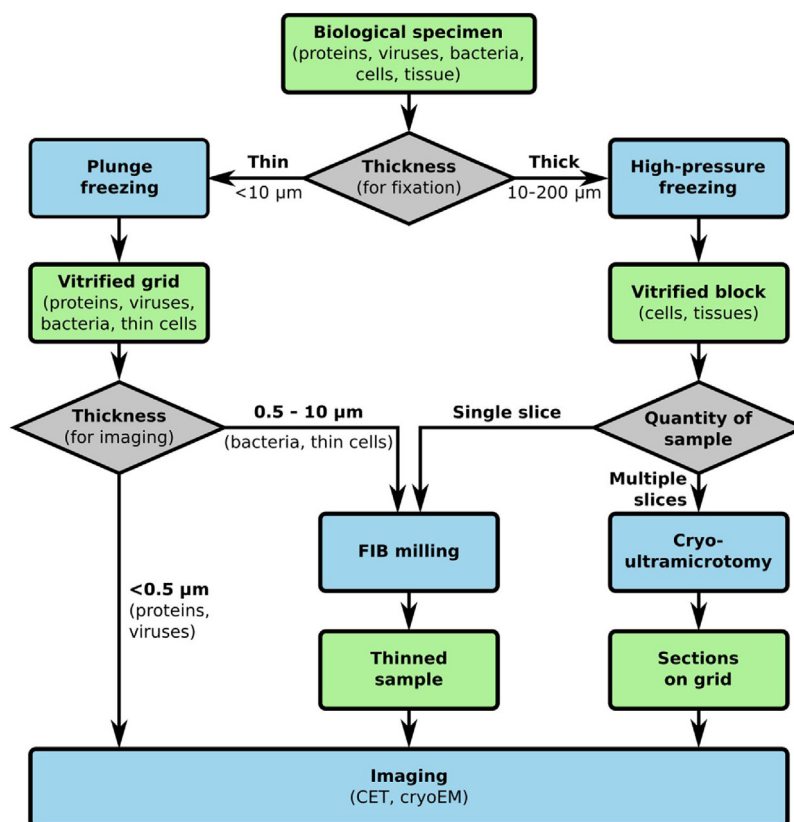 Biological specimen
(proteins, viruses, bacteria,
cells, tissue)
Plunge
freezing
Thin
<10 µm
Thickness
(for fixation)
Thick
10-200 µm
High-pressure
freezing
Vitrified grid
(proteins, viruses,
bacteria, thin cells
Vitrified block
(cells, tissues)
Thickness
(for imaging)
0.5 - 10 µm
(bacteria, thin cells)
Single slice
Quantity of
sample
Multiple
slices
FIB milling
Cryo-
ultramicrotomy
<0.5 µm
(proteins,
viruses)
Thinned
sample
Sections
on grid
Imaging
(CET, cryoEM)